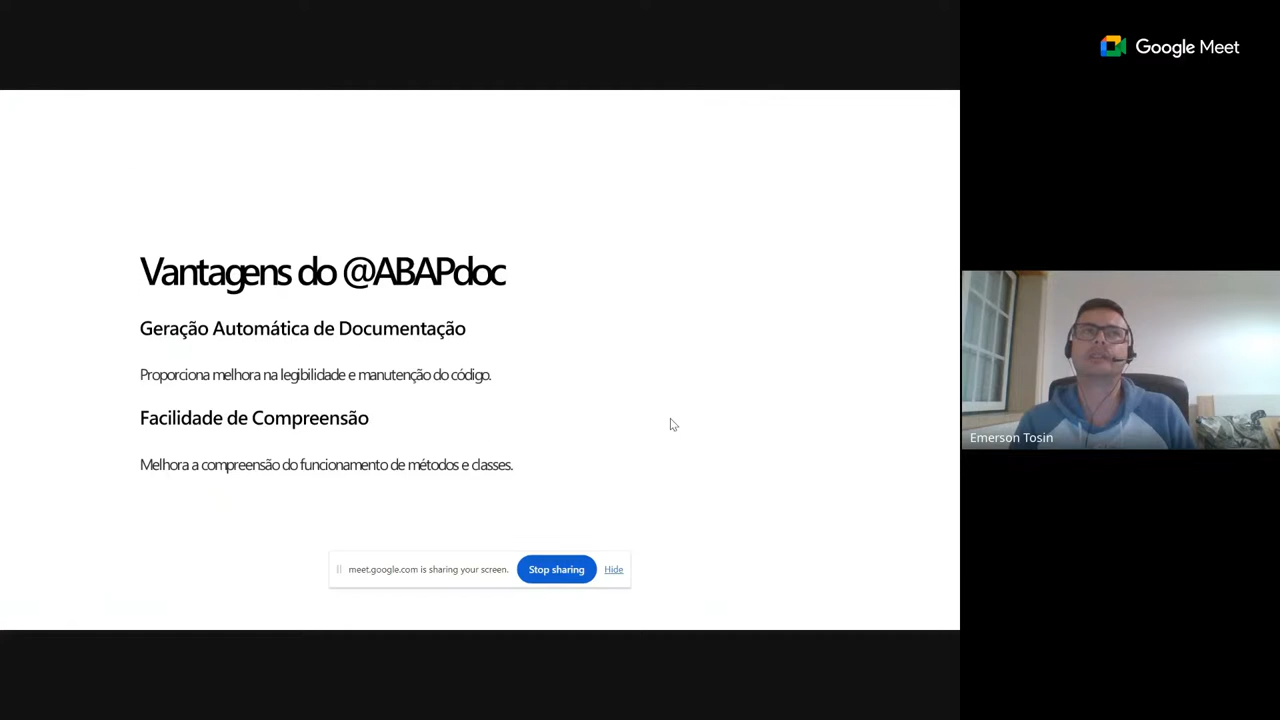 Google Meet
Vantagens do @ABAPdoc
Geração Automática de Documentação
Proporciona melhora na legibilidade e manutenção do código.
Facilidade de Compreensão
Melhora a compreensão do funcionamento de métodos e classes.
meet.google.com is sharing your screen.
Stop sharing
Hide
Emerson Tosin